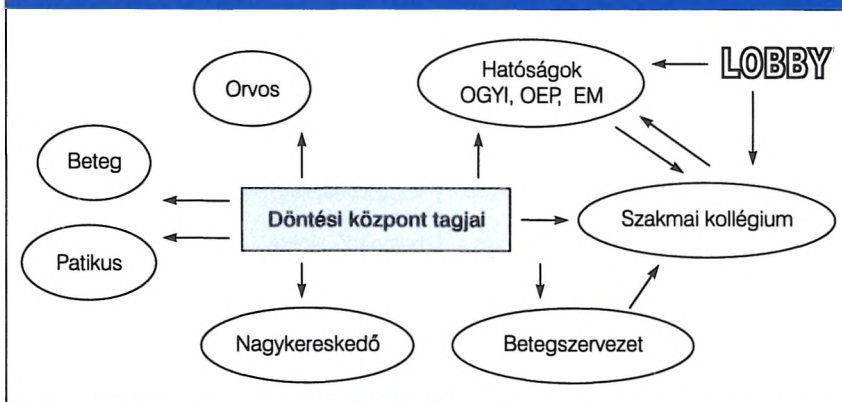 Hatóságok
OGYI, OEP, EM
LOBBY
Orvos
Beteg
Döntési központ tagjai
Szakmai kollégium
Patikus
Nagykereskedő
Betegszervezet